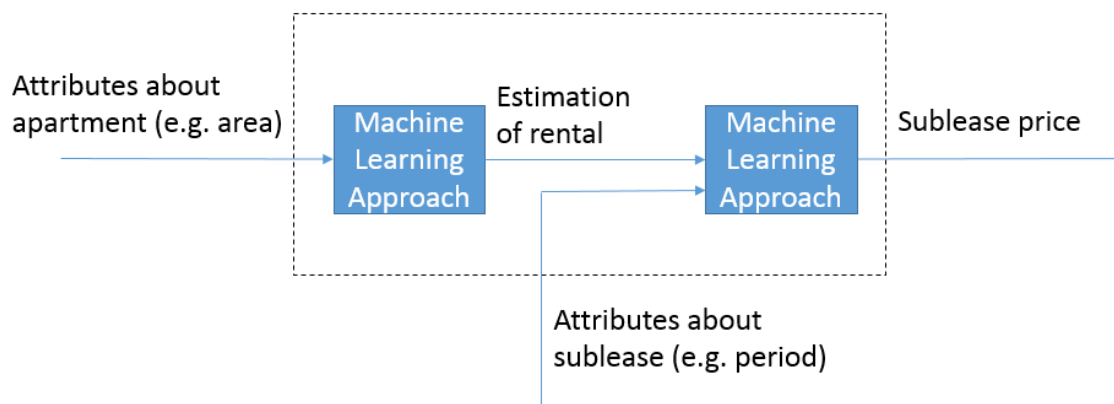 Attributes about
apartment (e.g. area)
Machine
Learning
Approach
Estimation
of rental
Machine
Learning
Approach
Sublease price
Attributes about
sublease (e.g. period)